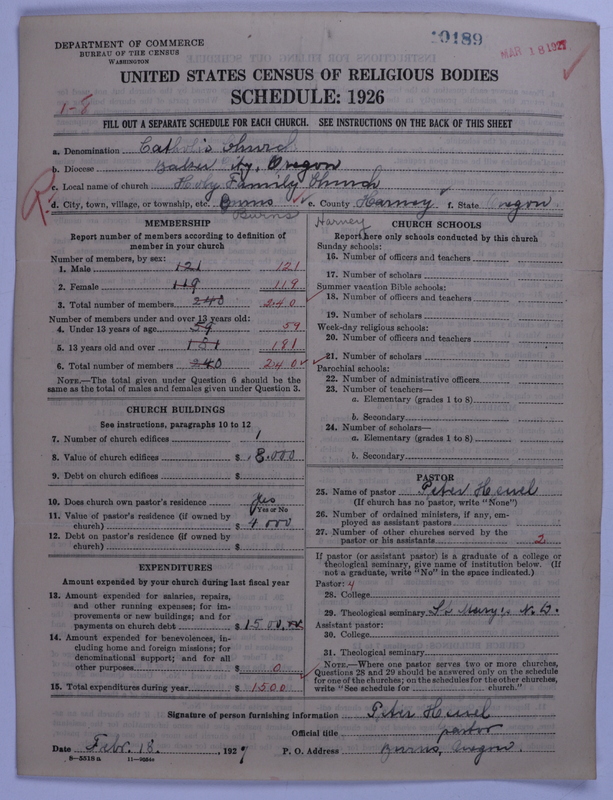 DEPARTMENT OF COMMERCE
BUREAU OF THE CENSUS
WASHINGTON
10189
MAR 18 1927
UNITED STATES CENSUS OF RELIGIOUS BODIES
SCHEDULE: 1926
1-8
FILL OUT A SEPARATE SCHEDULE FOR EACH CHURCH. SEE INSTRUCTIONS ON THE BACK OF THIS SHEET
a. Denomination Catholic Church
b. Diocese Baker City, Oregon
c. Local name of church Holy Family Church
R.
d. City, town, village, or township, etc. Burns e. County Harney f. State Oregon
Burns Harney
MEMBERSHIP
Report number of members according to definition of
member in your church
Number of members, by sex:
1. Male 121 121
2. Female 119 119
3. Total number of members 240 240
Number of members under and over 13 years old:
4. Under 13 years of age 59 59
5. 13 years old and over 181 181
6. Total number of members 240 240
NOTE.—The total given under Question 6 should be the
same as the total of males and females given under Question 3.
CHURCH BUILDINGS
See instructions, paragraphs 10 to 12
7. Number of church edifices 1
8. Value of church edifices $ 8.000
9. Debt on church edifices $
10. Does church own pastor's residence Yes
Yes or No
11. Value of pastor's residence (if owned by
church) $ 4000
12. Debt on pastor's residence (if owned by
church) $
EXPENDITURES
Amount expended by your church during last fiscal year
13. Amount expended for salaries, repairs,
and other running expenses; for im-
provements or new buildings; and for
payments on church debt $ 1500.xx
14. Amount expended for benevolences, in-
cluding home and foreign missions; for
denominational support; and for all
other purposes $ 0
15. Total expenditures during year $ 1500
CHURCH SCHOOLS
Report here only schools conducted by this church
Sunday schools:
16. Number of officers and teachers
17. Number of scholars
Summer vacation Bible schools:
18. Number of officers and teachers
19. Number of scholars
Week-day religious schools:
20. Number of officers and teachers
21. Number of scholars
Parochial schools:
22. Number of administrative officers
23. Number of teachers—
a. Elementary (grades 1 to 8)
b. Secondary
24. Number of scholars—
a. Elementary (grades 1 to 8)
b. Secondary
PASTOR
25. Name of pastor Peter Heuel
(If church has no pastor, write "None")
26. Number of ordained ministers, if any, em-
ployed as assistant pastors
27. Number of other churches served by the
pastor or his assistants 2
If pastor (or assistant pastor) is a graduate of a college or
theological seminary, give name of institution below. (If
not a graduate, write "No" in the space indicated.)
Pastor: 4
28. College
29. Theological seminary St. Mary's N. D.
Assistant pastor:
30. College
31. Theological seminary
NOTE.—Where one pastor serves two or more churches,
Questions 28 and 29 should be answered only on the schedule
for one of the churches; on the schedules for the other churches,
write "See schedule for church."
Signature of person furnishing information Peter Heuel
Official title pastor
Date Febr. 18. 1927 P. O. Address Burns, Oregon.
8—5518 a 11—9064